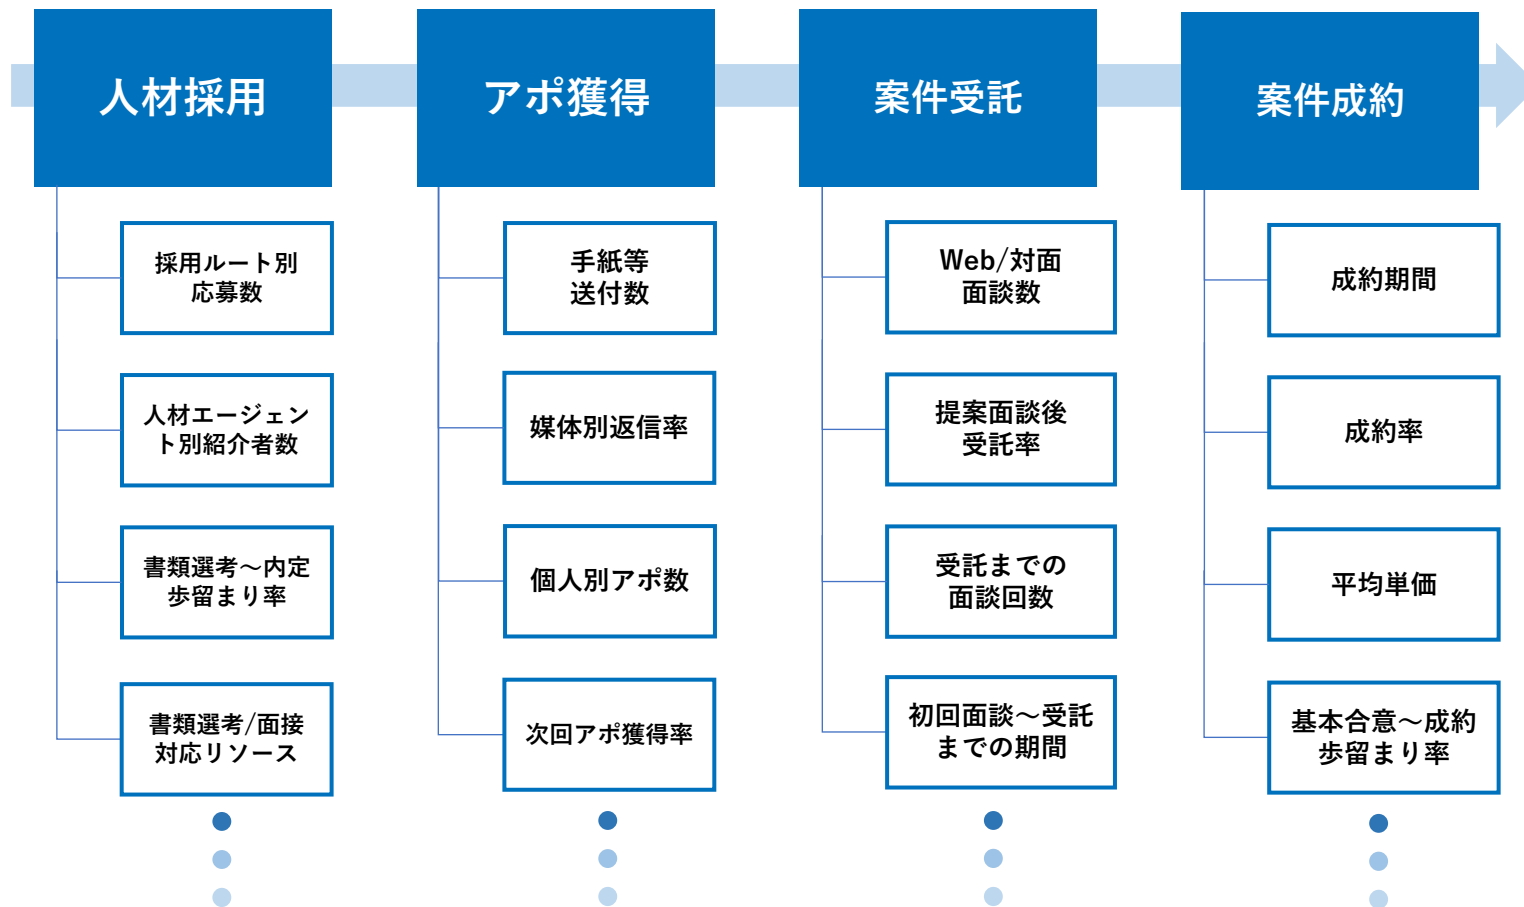 人材採用
アポ獲得
案件受託
案件成約
採用ルート別
応募数
人材エージェン
ト別紹介者数
書類選考～内定
歩留まり率
書類選考/面接
対応リソース
手紙等
送付数
媒体別返信率
個人別アポ数
次回アポ獲得率
Web/対面
面談数
提案面談後
受託率
受託までの
面談回数
初回面談～受託
までの期間
成約期間
成約率
平均単価
基本合意～成約
歩留まり率